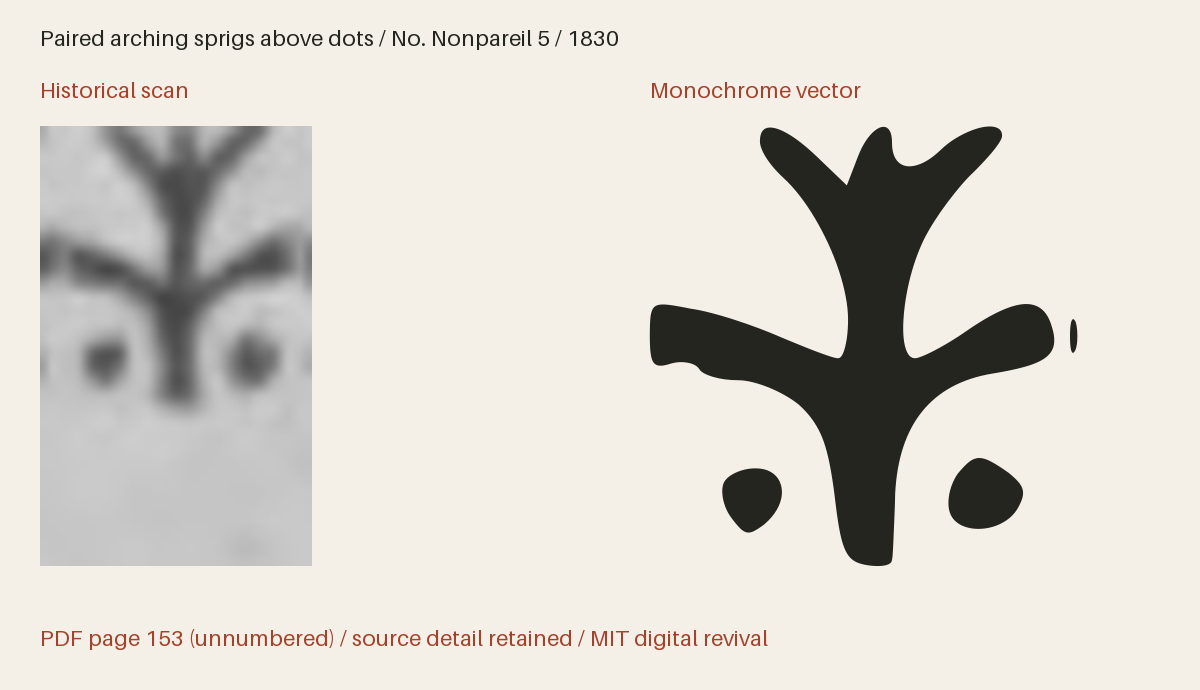 Paired arching sprigs above dots / No. Nonpareil 5 / 1830
Historical scan
Monochrome vector
PDF page 153 (unnumbered) / source detail retained / MIT digital revival